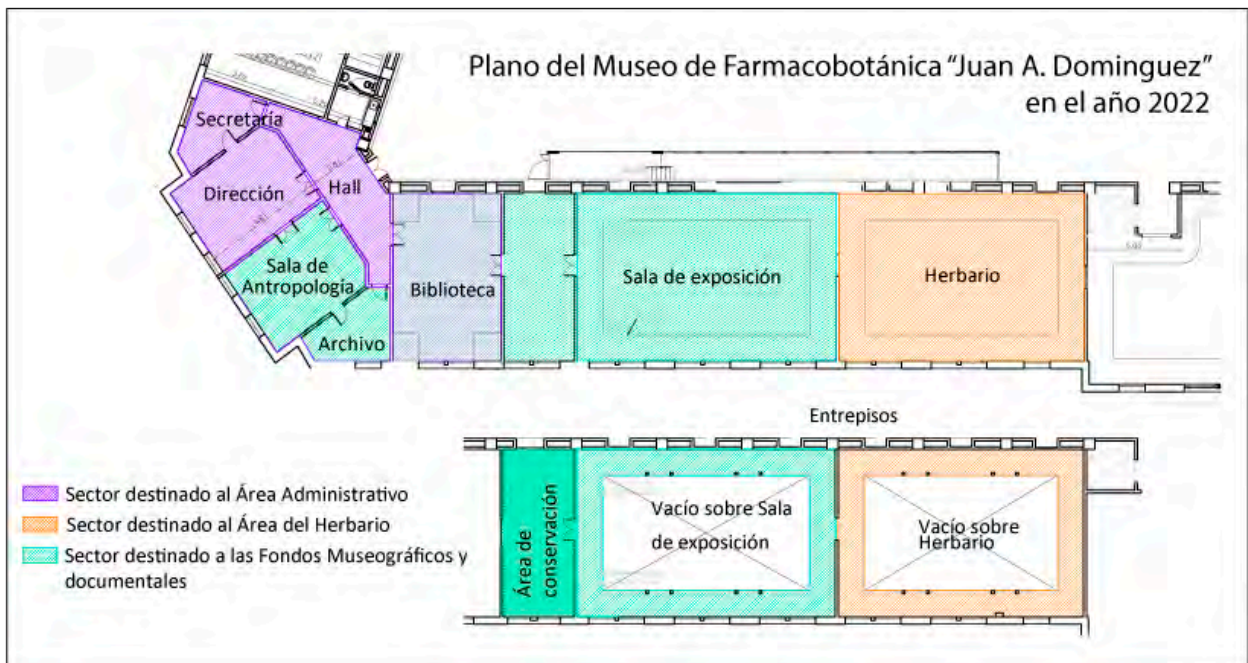 Plano del Museo de Farmacobotánica “Juan A. Dominguez”
en el año 2022
Secretaría
Dirección
Hall
Sala de
Antropología
Archivo
Biblioteca
Sala de exposición
Herbario
Entrepisos
Área de
conservación
Vacío sobre Sala
de exposición
Vacío sobre
Herbario
Sector destinado al Área Administrativo
Sector destinado al Área del Herbario
Sector destinado a las Fondos Museográficos y
documentales